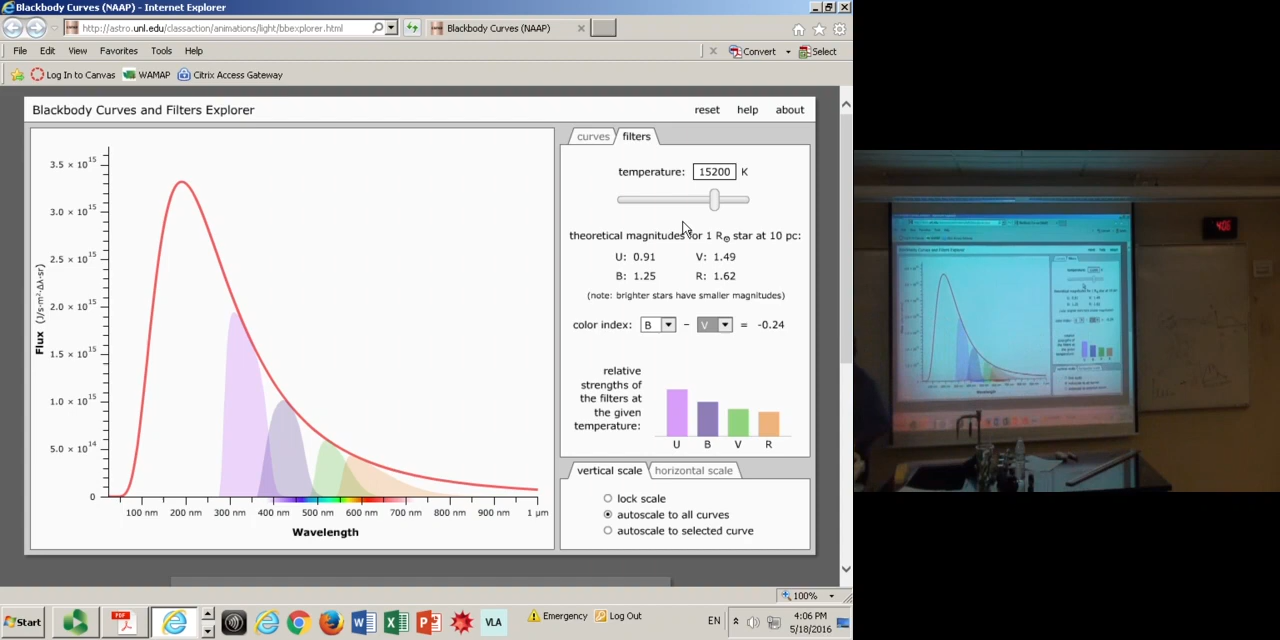 Blackbody Curves (NAAP) - Internet Explorer
http://astro.unl.edu/classaction/animations/light/bbexplorer.html
Blackbody Curves (NAAP)
File Edit View Favorites Tools Help
Convert Select
Log In to Canvas WAMAP Citrix Access Gateway
Blackbody Curves and Filters Explorer
reset help about
curves filters
temperature: 15200 K
theoretical magnitudes for 1 R⊙ star at 10 pc:
U: 0.91 V: 1.49
B: 1.25 R: 1.62
(note: brighter stars have smaller magnitudes)
color index: B - V = -0.24
relative
strengths of
the filters at
the given
temperature:
U B V R
vertical scale horizontal scale
lock scale
autoscale to all curves
autoscale to selected curve
Flux (J/s·m²·Δλ·sr)
3.5 × 10¹⁵
3.0 × 10¹⁵
2.5 × 10¹⁵
2.0 × 10¹⁵
1.5 × 10¹⁵
1.0 × 10¹⁵
5.0 × 10¹⁴
0
100 nm 200 nm 300 nm 400 nm 500 nm 600 nm 700 nm 800 nm 900 nm 1 μm
Wavelength
100%
Start
PDF
VLA
Emergency Log Out
EN
4:06 PM
5/18/2016
4:06